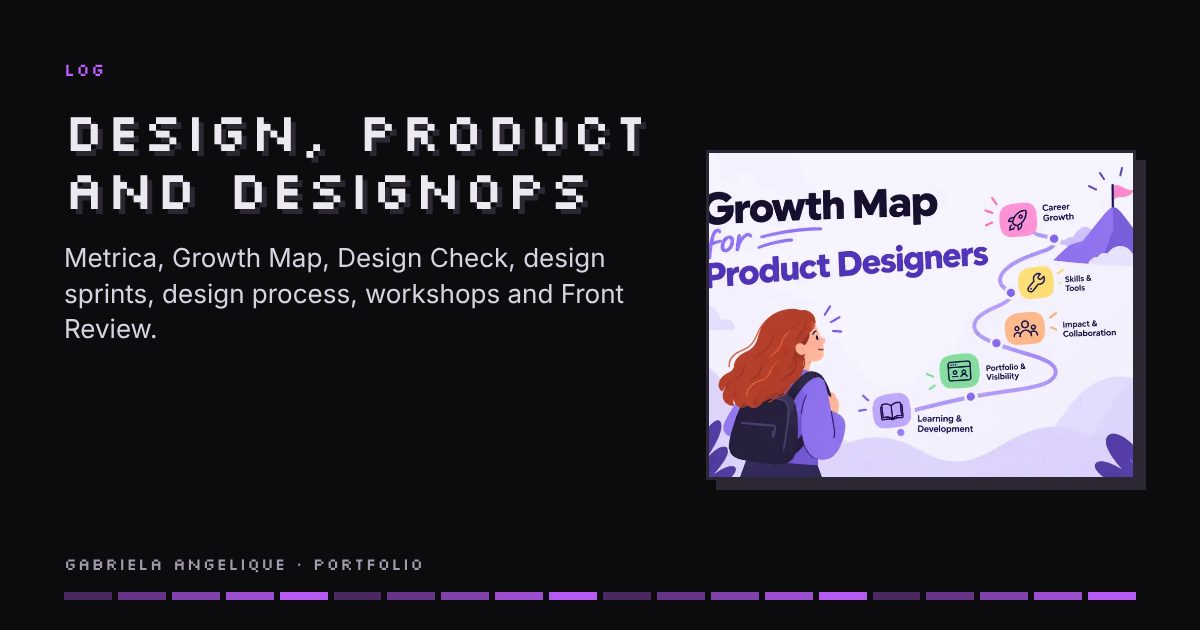 LOG
DESIGN, PRODUCT
AND DESIGNOPS
Metrica, Growth Map, Design Check, design
sprints, design process, workshops and Front
Review.
Growth Map
for
Product Designers
Career
Growth
Skills &
Tools
Impact &
Collaboration
Portfolio &
Visibility
Learning &
Development
GABRIELA ANGELIQUE · PORTFOLIO